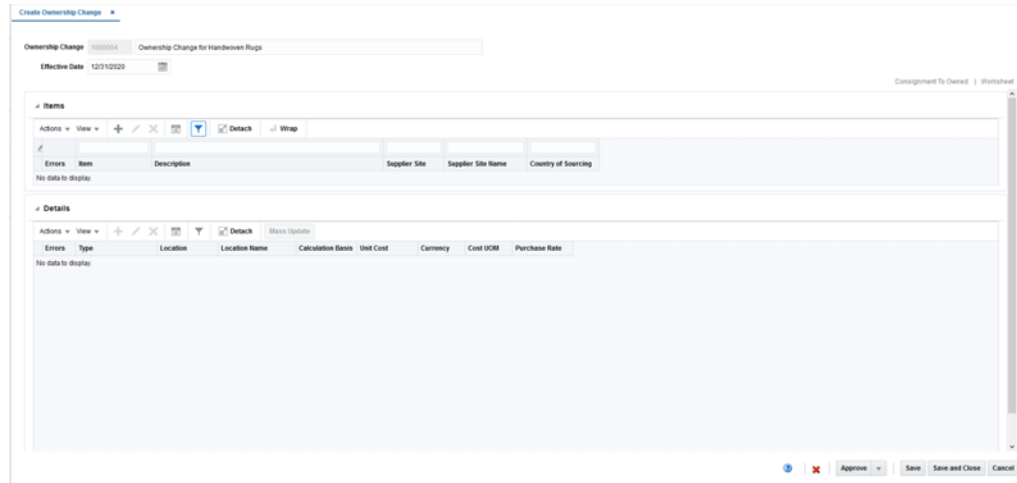 Create Ownership Change ×
Ownership Change 1000004 Ownership Change for Handwoven Rugs
Effective Date 12/31/2020
Consignment To Owned | Worksheet
Items
Actions View Detach Wrap
Errors Item Description Supplier Site Supplier Site Name Country of Sourcing
No data to display.
Details
Actions View Detach Mass Update
Errors Type Location Location Name Calculation Basis Unit Cost Currency Cost UOM Purchase Rate
No data to display.
Approve Save Save and Close Cancel